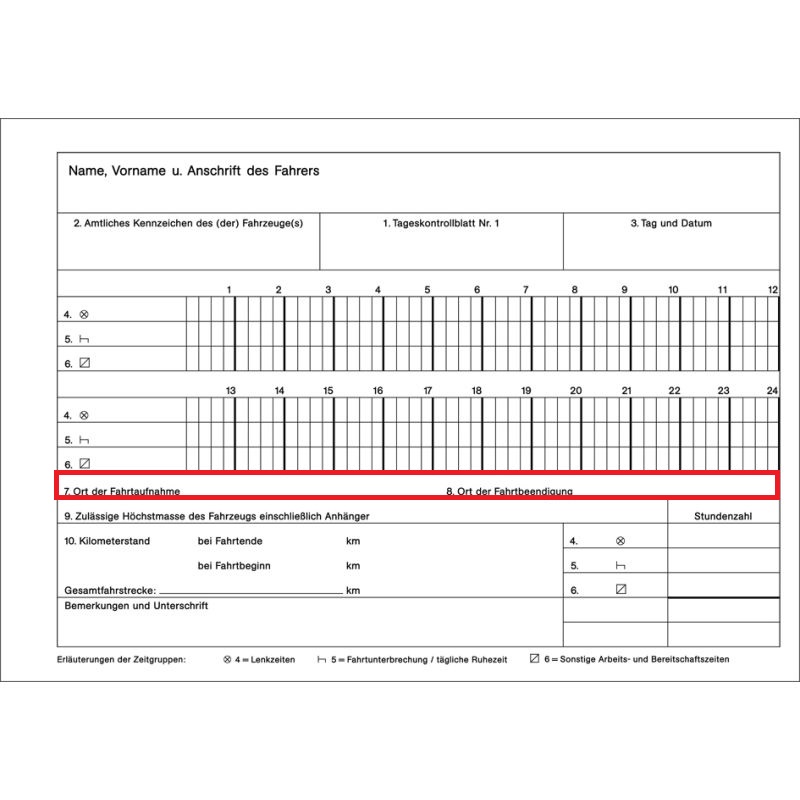 Name, Vorname u. Anschrift des Fahrers
2. Amtliches Kennzeichen des (der) Fahrzeuge(s) 1. Tageskontrollblatt Nr. 1 3. Tag und Datum
1 2 3 4 5 6 7 8 9 10 11 12
4.
5.
6.
13 14 15 16 17 18 19 20 21 22 23 24
4.
5.
6.
7. Ort der Fahrtaufnahme 8. Ort der Fahrtbeendigung
9. Zulässige Höchstmasse des Fahrzeugs einschließlich Anhänger Stundenzahl
10. Kilometerstand bei Fahrtende km 4.
bei Fahrtbeginn km 5.
Gesamtfahrstrecke: km 6.
Bemerkungen und Unterschrift
Erläuterungen der Zeitgruppen: 4 = Lenkzeiten 5 = Fahrtunterbrechung / tägliche Ruhezeit 6 = Sonstige Arbeits- und Bereitschaftszeiten